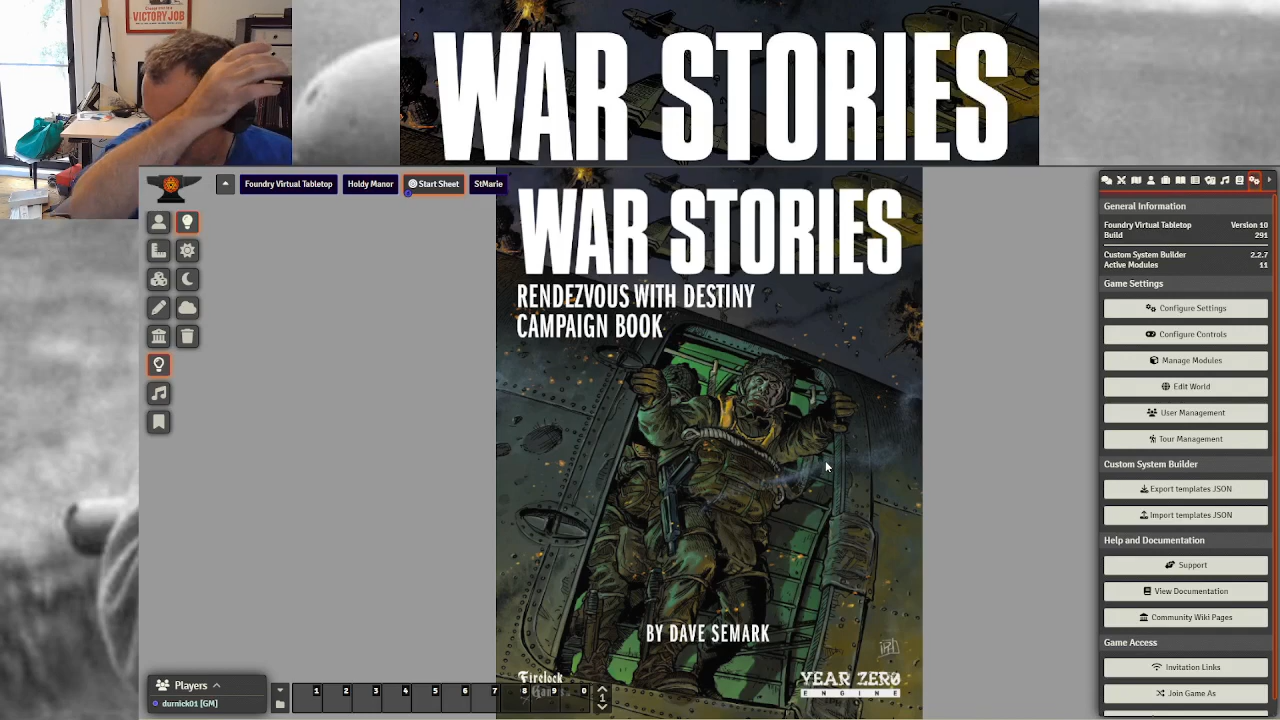 VICTORY JOB
WAR STORIES
Foundry Virtual Tabletop
Holdy Manor
Start Sheet
StMarie
WAR STORIES
RENDEZVOUS WITH DESTINY
CAMPAIGN BOOK
BY DAVE SEMARK
Firelock
YEAR ZERO
ENGINE
General Information
Foundry Virtual Tabletop Version 10
Build 291
Custom System Builder 2.2.7
Active Modules 11
Game Settings
Configure Settings
Configure Controls
Manage Modules
Edit World
User Management
Tour Management
Custom System Builder
Export templates JSON
Import templates JSON
Help and Documentation
Support
View Documentation
Community Wiki Pages
Game Access
Invitation Links
Join Game As
Players
durnick01 [GM]
1 2 3 4 5 6 7 8 9 0
1